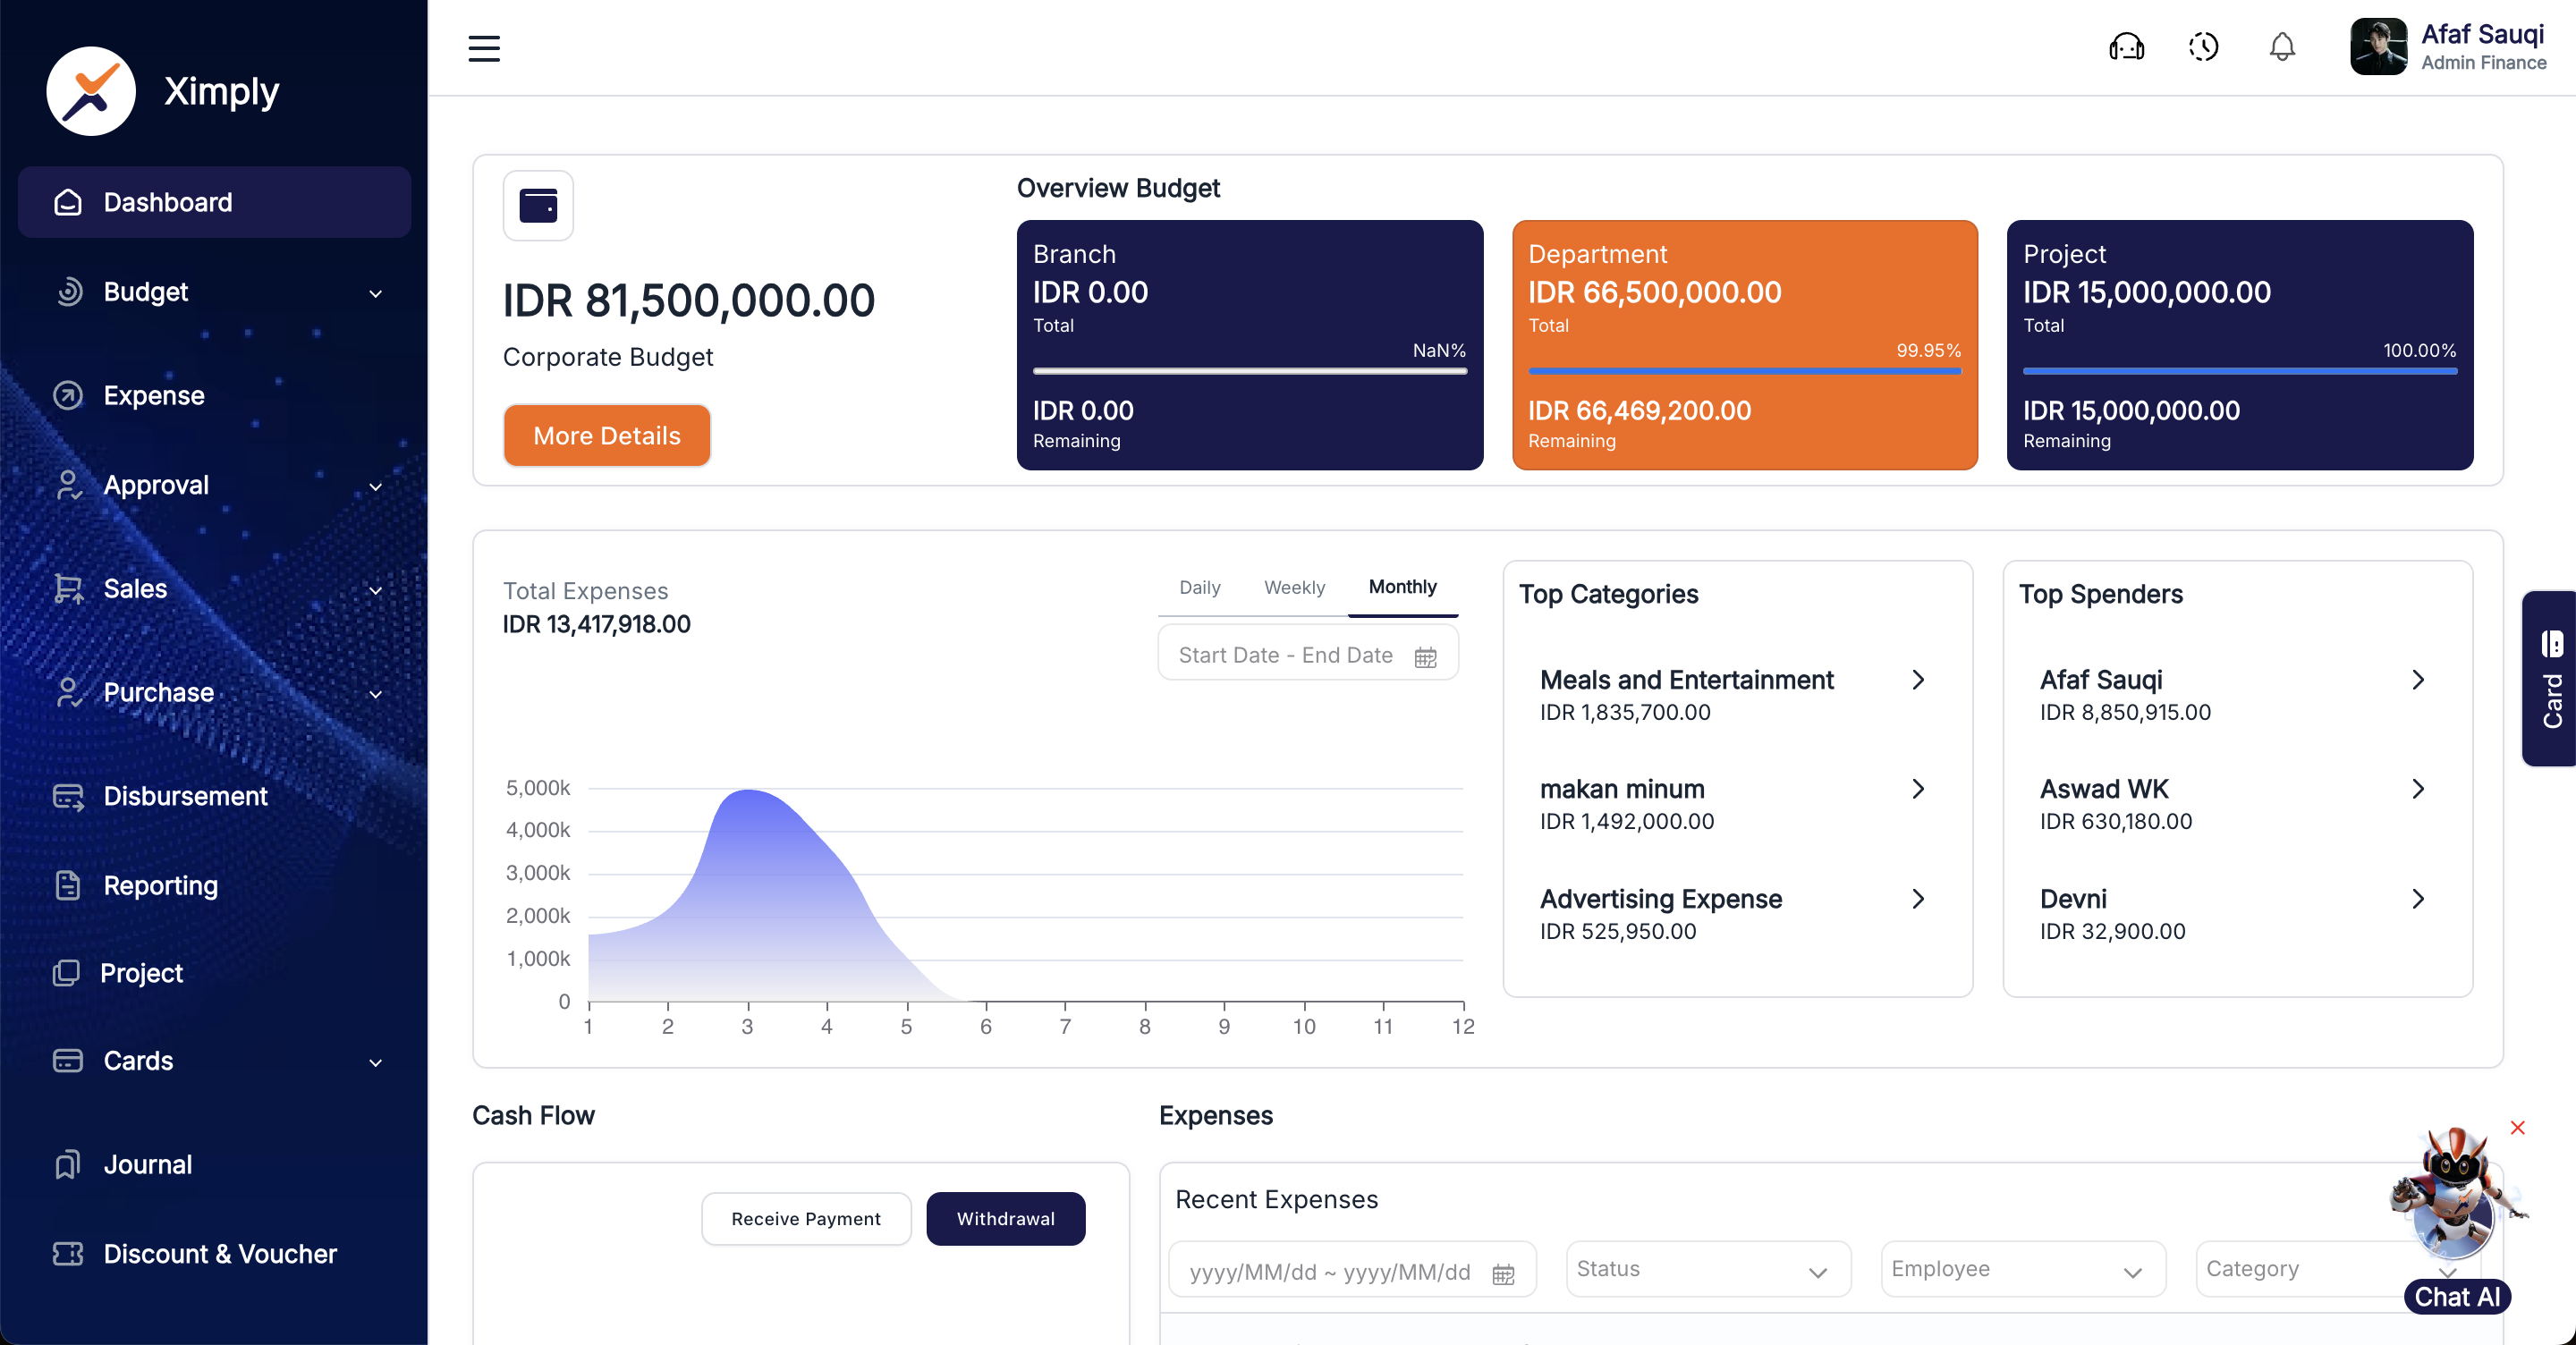 Ximply
Dashboard
Budget
Expense
Approval
Sales
Purchase
Disbursement
Reporting
Project
Cards
Journal
Discount & Voucher
Afaf Sauqi
Admin Finance
IDR 81,500,000.00
Corporate Budget
More Details
Overview Budget
Branch
IDR 0.00
Total
NaN%
IDR 0.00
Remaining
Department
IDR 66,500,000.00
Total
99.95%
IDR 66,469,200.00
Remaining
Project
IDR 15,000,000.00
Total
100.00%
IDR 15,000,000.00
Remaining
Total Expenses
IDR 13,417,918.00
Daily Weekly Monthly
Start Date - End Date
5,000k
4,000k
3,000k
2,000k
1,000k
0
1 2 3 4 5 6 7 8 9 10 11 12
Top Categories
Meals and Entertainment
IDR 1,835,700.00
makan minum
IDR 1,492,000.00
Advertising Expense
IDR 525,950.00
Top Spenders
Afaf Sauqi
IDR 8,850,915.00
Aswad WK
IDR 630,180.00
Devni
IDR 32,900.00
Card
Cash Flow
Receive Payment Withdrawal
Expenses
Recent Expenses
yyyy/MM/dd ~ yyyy/MM/dd Status Employee Category
Chat AI